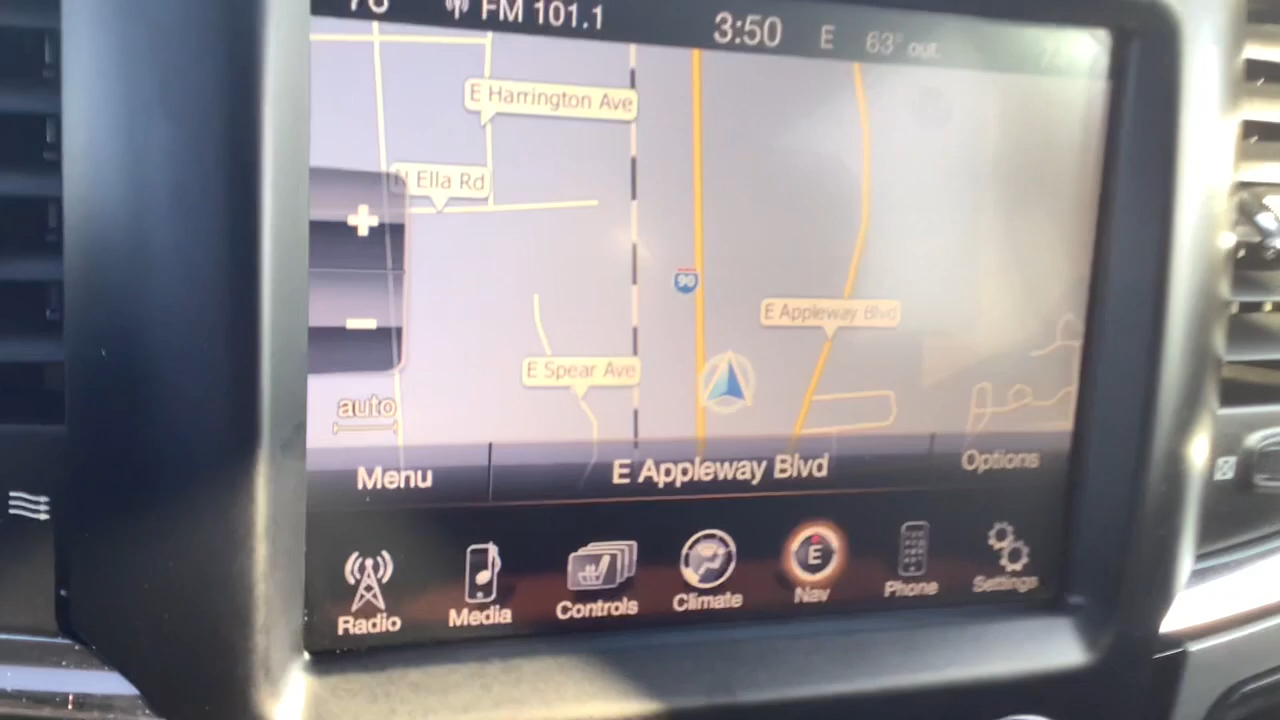 FM 101.1
3:50
E
63° out.
E Harrington Ave
N Ella Rd
90
E Appleway Blvd
E Spear Ave
auto
Menu
E Appleway Blvd
Options
E
Radio
Media
Controls
Climate
Nav
Phone
Settings